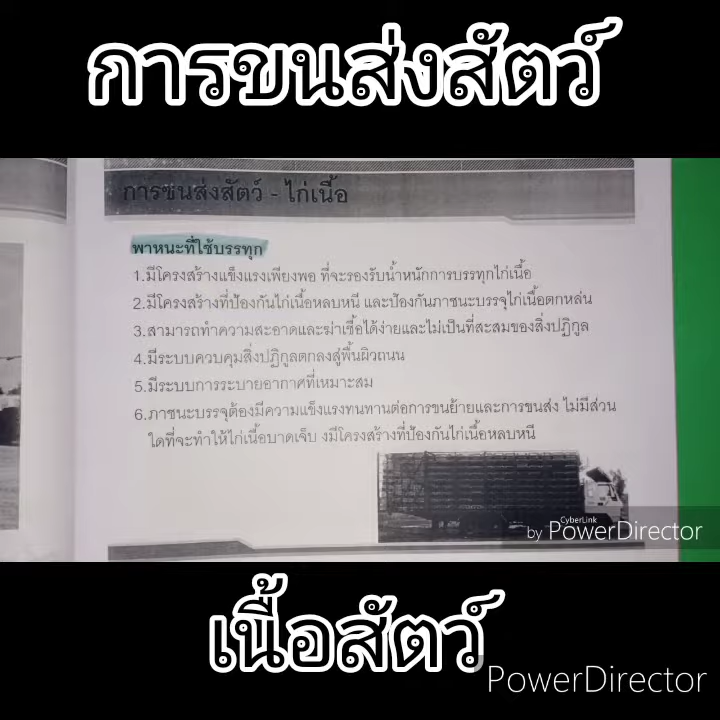 การขนส่งสัตว์
การขนส่งสัตว์ - ไก่เนื้อ
พาหนะที่ใช้บรรทุก
1.มีโครงสร้างแข็งแรงเพียงพอ ที่จะรองรับน้ำหนักการบรรทุกไก่เนื้อ
2.มีโครงสร้างที่ป้องกันไก่เนื้อหลบหนี และป้องกันภาชนะบรรจุไก่เนื้อตกหล่น
3.สามารถทำความสะอาดและฆ่าเชื้อได้ง่ายและไม่เป็นที่สะสมของสิ่งปฏิกูล
4.มีระบบควบคุมสิ่งปฏิกูลตกลงสู่พื้นผิวถนน
5.มีระบบการระบายอากาศที่เหมาะสม
6.ภาชนะบรรจุต้องมีความแข็งแรงทนทานต่อการขนย้ายและการขนส่ง ไม่มีส่วน
ใดที่จะทำให้ไก่เนื้อบาดเจ็บ งมีโครงสร้างที่ป้องกันไก่เนื้อหลบหนี
CyberLink
by PowerDirector
เนื้อสัตว์
PowerDirector